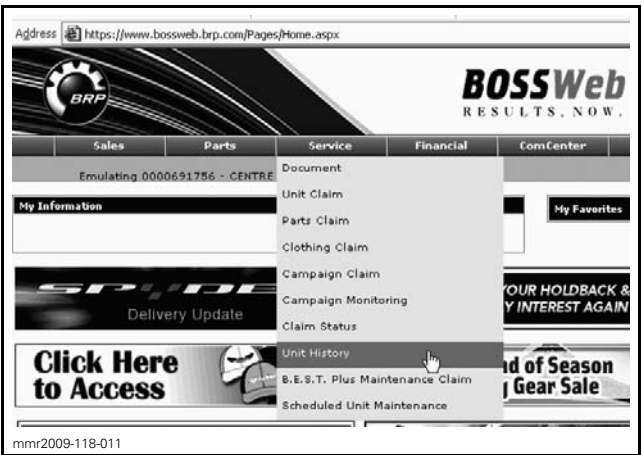 Address https://www.bossweb.brp.com/Pages/Home.aspx
BRP
BOSSWeb
RESULTS, NOW.
Sales Parts Service Financial ComCenter
Emulating 0000691756 - CENTRE
Document
Unit Claim
My Information
My Favorites
Parts Claim
Clothing Claim
Campaign Claim
Campaign Monitoring
Claim Status
Unit History
B.E.S.T. Plus Maintenance Claim
Scheduled Unit Maintenance
Delivery Update
YOUR HOLDBACK &
Y INTEREST AGAIN
Click Here
to Access
nd of Season
Gear Sale
mmr2009-118-011